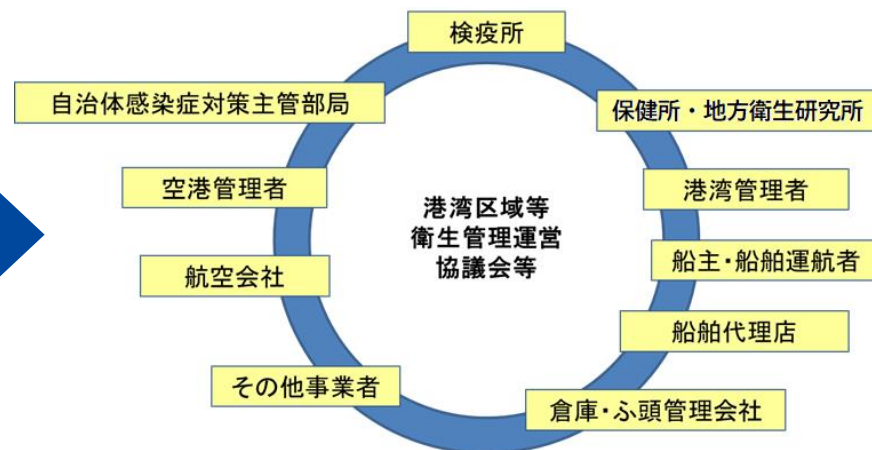 検疫所
自治体感染症対策主管部局
保健所・地方衛生研究所
空港管理者
港湾管理者
港湾区域等
衛生管理運営
協議会等
船主・船舶運航者
航空会社
船舶代理店
その他事業者
倉庫・ふ頭管理会社